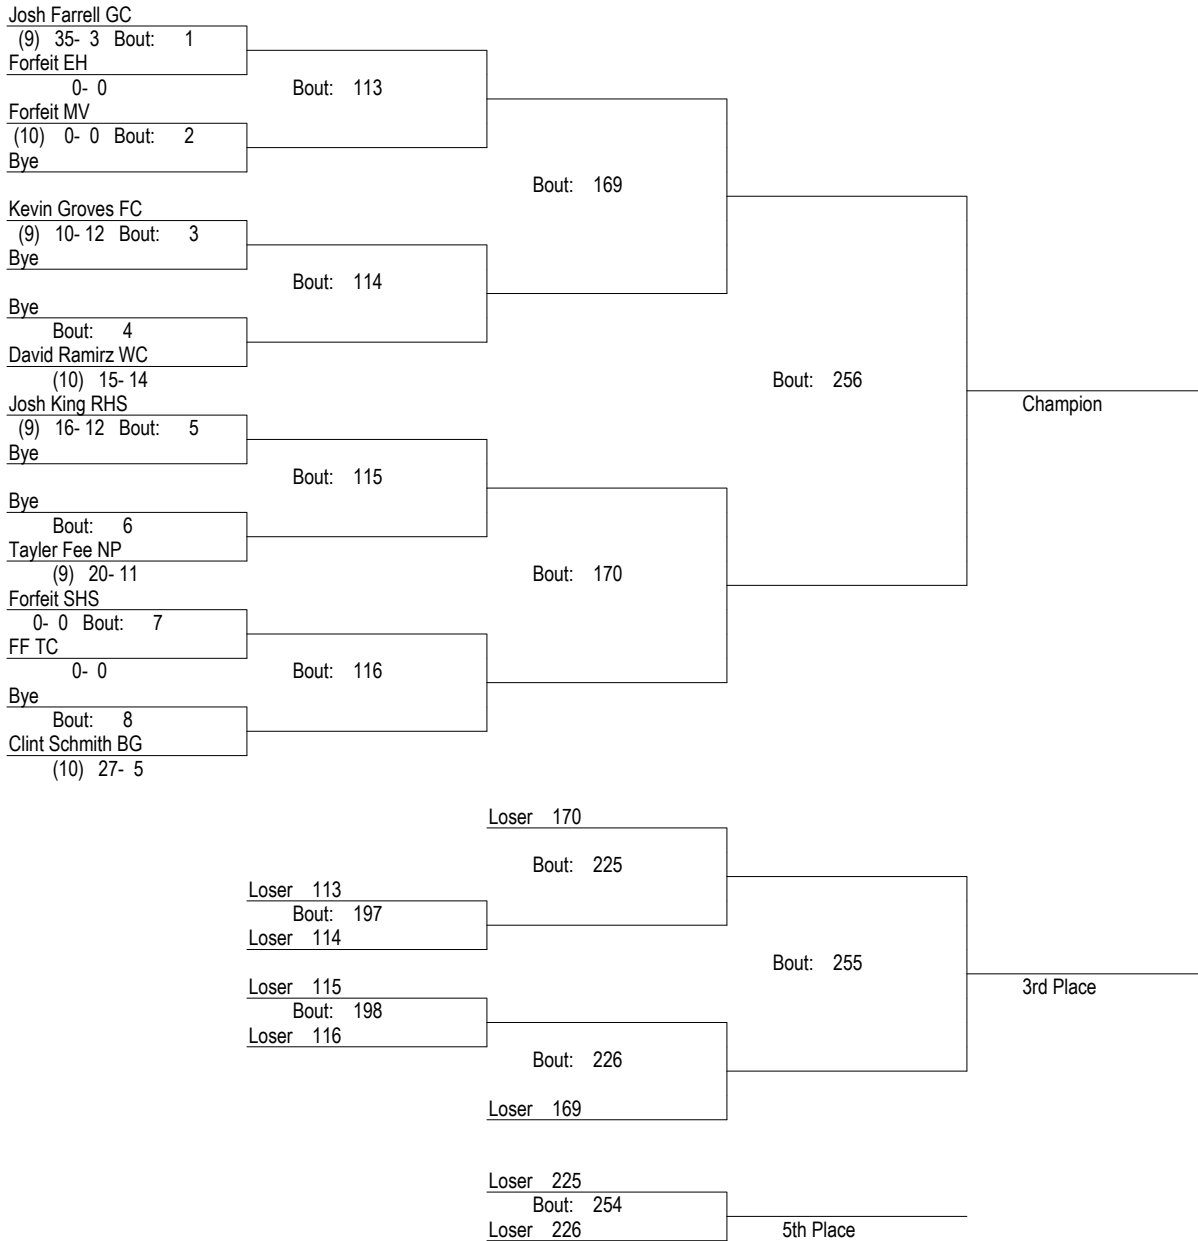 Josh Farrell GC
(9) 35- 3 Bout: 1
Forfeit EH
0- 0
Bout: 113
Forfeit MV
(10) 0- 0 Bout: 2
Bye
Bout: 169
Kevin Groves FC
(9) 10- 12 Bout: 3
Bye
Bout: 114
Bye
Bout: 4
David Ramirz WC
(10) 15- 14
Bout: 256
Champion
Josh King RHS
(9) 16- 12 Bout: 5
Bye
Bout: 115
Bye
Bout: 6
Tayler Fee NP
(9) 20- 11
Bout: 170
Forfeit SHS
0- 0 Bout: 7
FF TC
0- 0
Bout: 116
Bye
Bout: 8
Clint Schmith BG
(10) 27- 5
Loser 170
Bout: 225
Loser 113
Bout: 197
Loser 114
Bout: 255
3rd Place
Loser 115
Bout: 198
Loser 116
Bout: 226
Loser 169
Loser 225
Bout: 254
Loser 226
5th Place